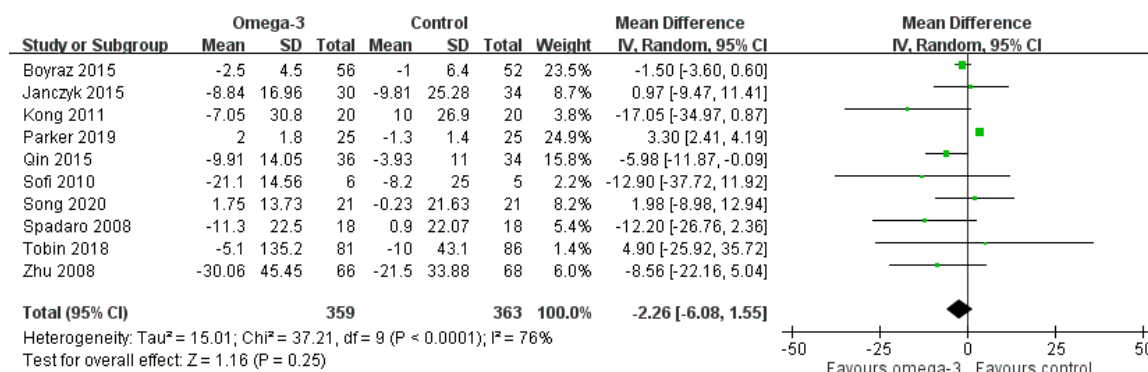 Omega-3 Control Mean Difference Mean Difference
Study or Subgroup Mean SD Total Mean SD Total Weight IV, Random, 95% CI IV, Random, 95% CI
Boyraz 2015 -2.5 4.5 56 -1 6.4 52 23.5% -1.50 [-3.60, 0.60]
Janczyk 2015 -8.84 16.96 30 -9.81 25.28 34 8.7% 0.97 [-9.47, 11.41]
Kong 2011 -7.05 30.8 20 10 26.9 20 3.8% -17.05 [-34.97, 0.87]
Parker 2019 2 1.8 25 -1.3 1.4 25 24.9% 3.30 [2.41, 4.19]
Qin 2015 -9.91 14.05 36 -3.93 11 34 15.8% -5.98 [-11.87, -0.09]
Sofi 2010 -21.1 14.56 6 -8.2 25 5 2.2% -12.90 [-37.72, 11.92]
Song 2020 1.75 13.73 21 -0.23 21.63 21 8.2% 1.98 [-8.98, 12.94]
Spadaro 2008 -11.3 22.5 18 0.9 22.07 18 5.4% -12.20 [-26.76, 2.36]
Tobin 2018 -5.1 135.2 81 -10 43.1 86 1.4% 4.90 [-25.92, 35.72]
Zhu 2008 -30.06 45.45 66 -21.5 33.88 68 6.0% -8.56 [-22.16, 5.04]
Total (95% CI) 359 363 100.0% -2.26 [-6.08, 1.55]
Heterogeneity: Tau² = 15.01; Chi² = 37.21, df = 9 (P < 0.0001); I² = 76%
Test for overall effect: Z = 1.16 (P = 0.25)
-50 -25 0 25 50
Favours omega-3 Favours control